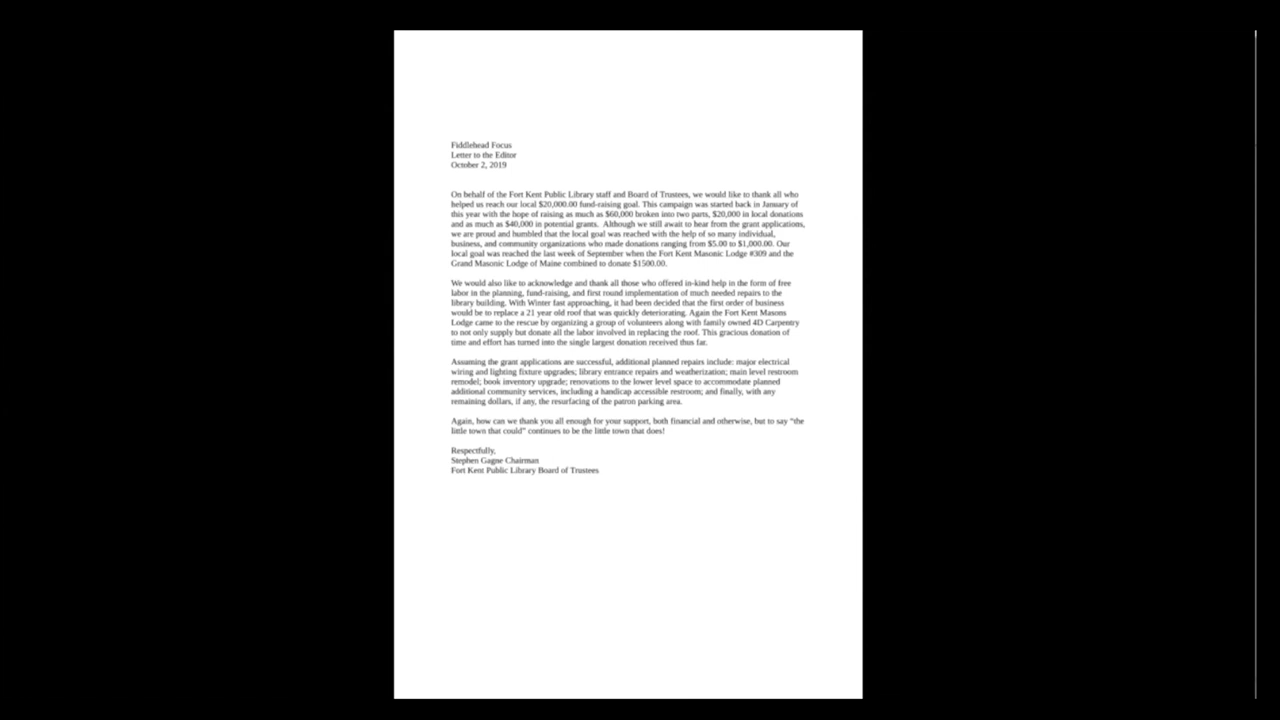 Fiddlehead Focus
Letter to the Editor
October 2, 2019
On behalf of the Fort Kent Public Library staff and Board of Trustees, we would like to thank all who
helped us reach our local $20,000.00 fund-raising goal. This campaign was started back in January of
this year with the hope of raising as much as $60,000 broken into two parts, $20,000 in local donations
and as much as $40,000 in potential grants.  Although we still await to hear from the grant applications,
we are proud and humbled that the local goal was reached with the help of so many individual,
business, and community organizations who made donations ranging from $5.00 to $1,000.00. Our
local goal was reached the last week of September when the Fort Kent Masonic Lodge #309 and the
Grand Masonic Lodge of Maine combined to donate $1500.00.
We would also like to acknowledge and thank all those who offered in-kind help in the form of free
labor in the planning, fund-raising, and first round implementation of much needed repairs to the
library building. With Winter fast approaching, it had been decided that the first order of business
would be to replace a 21 year old roof that was quickly deteriorating. Again the Fort Kent Masons
Lodge came to the rescue by organizing a group of volunteers along with family owned 4D Carpentry
to not only supply but donate all the labor involved in replacing the roof. This gracious donation of
time and effort has turned into the single largest donation received thus far.
Assuming the grant applications are successful, additional planned repairs include: major electrical
wiring and lighting fixture upgrades; library entrance repairs and weatherization; main level restroom
remodel; book inventory upgrade; renovations to the lower level space to accommodate planned
additional community services, including a handicap accessible restroom; and finally, with any
remaining dollars, if any, the resurfacing of the patron parking area.
Again, how can we thank you all enough for your support, both financial and otherwise, but to say “the
little town that could” continues to be the little town that does!
Respectfully,
Stephen Gagne Chairman
Fort Kent Public Library Board of Trustees